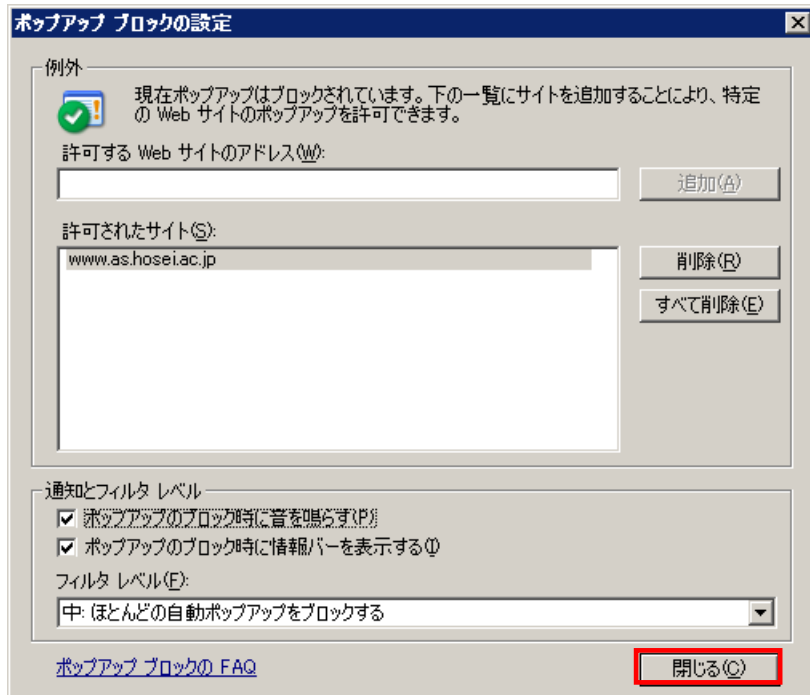 ポップアップ ブロックの設定
例外
現在ポップアップはブロックされています。下の一覧にサイトを追加することにより、特定
の Web サイトのポップアップを許可できます。
許可する Web サイトのアドレス(W):
追加(A)
許可されたサイト(S):
www.as.hosei.ac.jp
削除(R)
すべて削除(E)
通知とフィルタ レベル
ポップアップのブロック時に音を鳴らす(P)
ポップアップのブロック時に情報バーを表示する(I)
フィルタ レベル(F):
中: ほとんどの自動ポップアップをブロックする
ポップアップ ブロックの FAQ
閉じる(C)